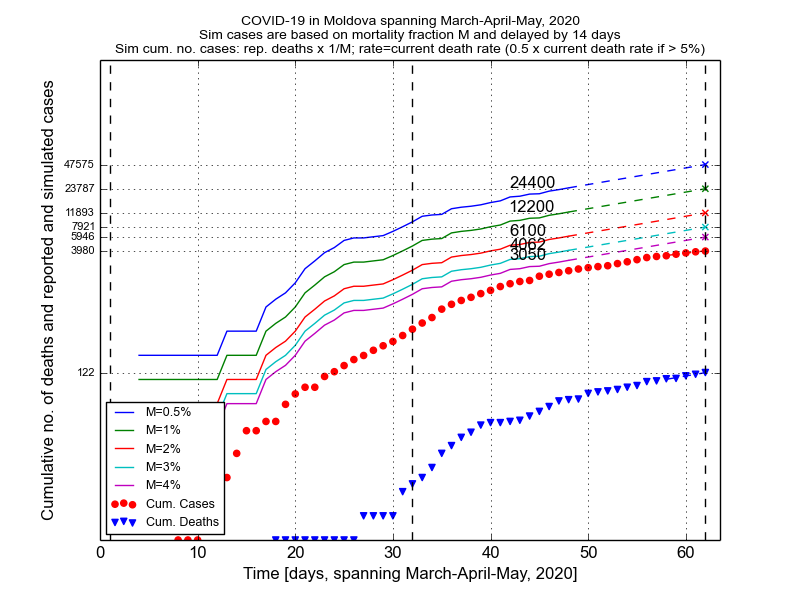 COVID-19 in Moldova spanning March-April-May, 2020
Sim cases are based on mortality fraction M and delayed by 14 days
Sim cum. no. cases: rep. deaths x 1/M; rate=current death rate (0.5 x current death rate if > 5%)
Cumulative no. of deaths and reported and simulated cases
47575
23787
11893
7921
5946
3980
122
24400
12200
6100
4062
3050
M=0.5%
M=1%
M=2%
M=3%
M=4%
Cum. Cases
Cum. Deaths
0 10 20 30 40 50 60
Time [days, spanning March-April-May, 2020]